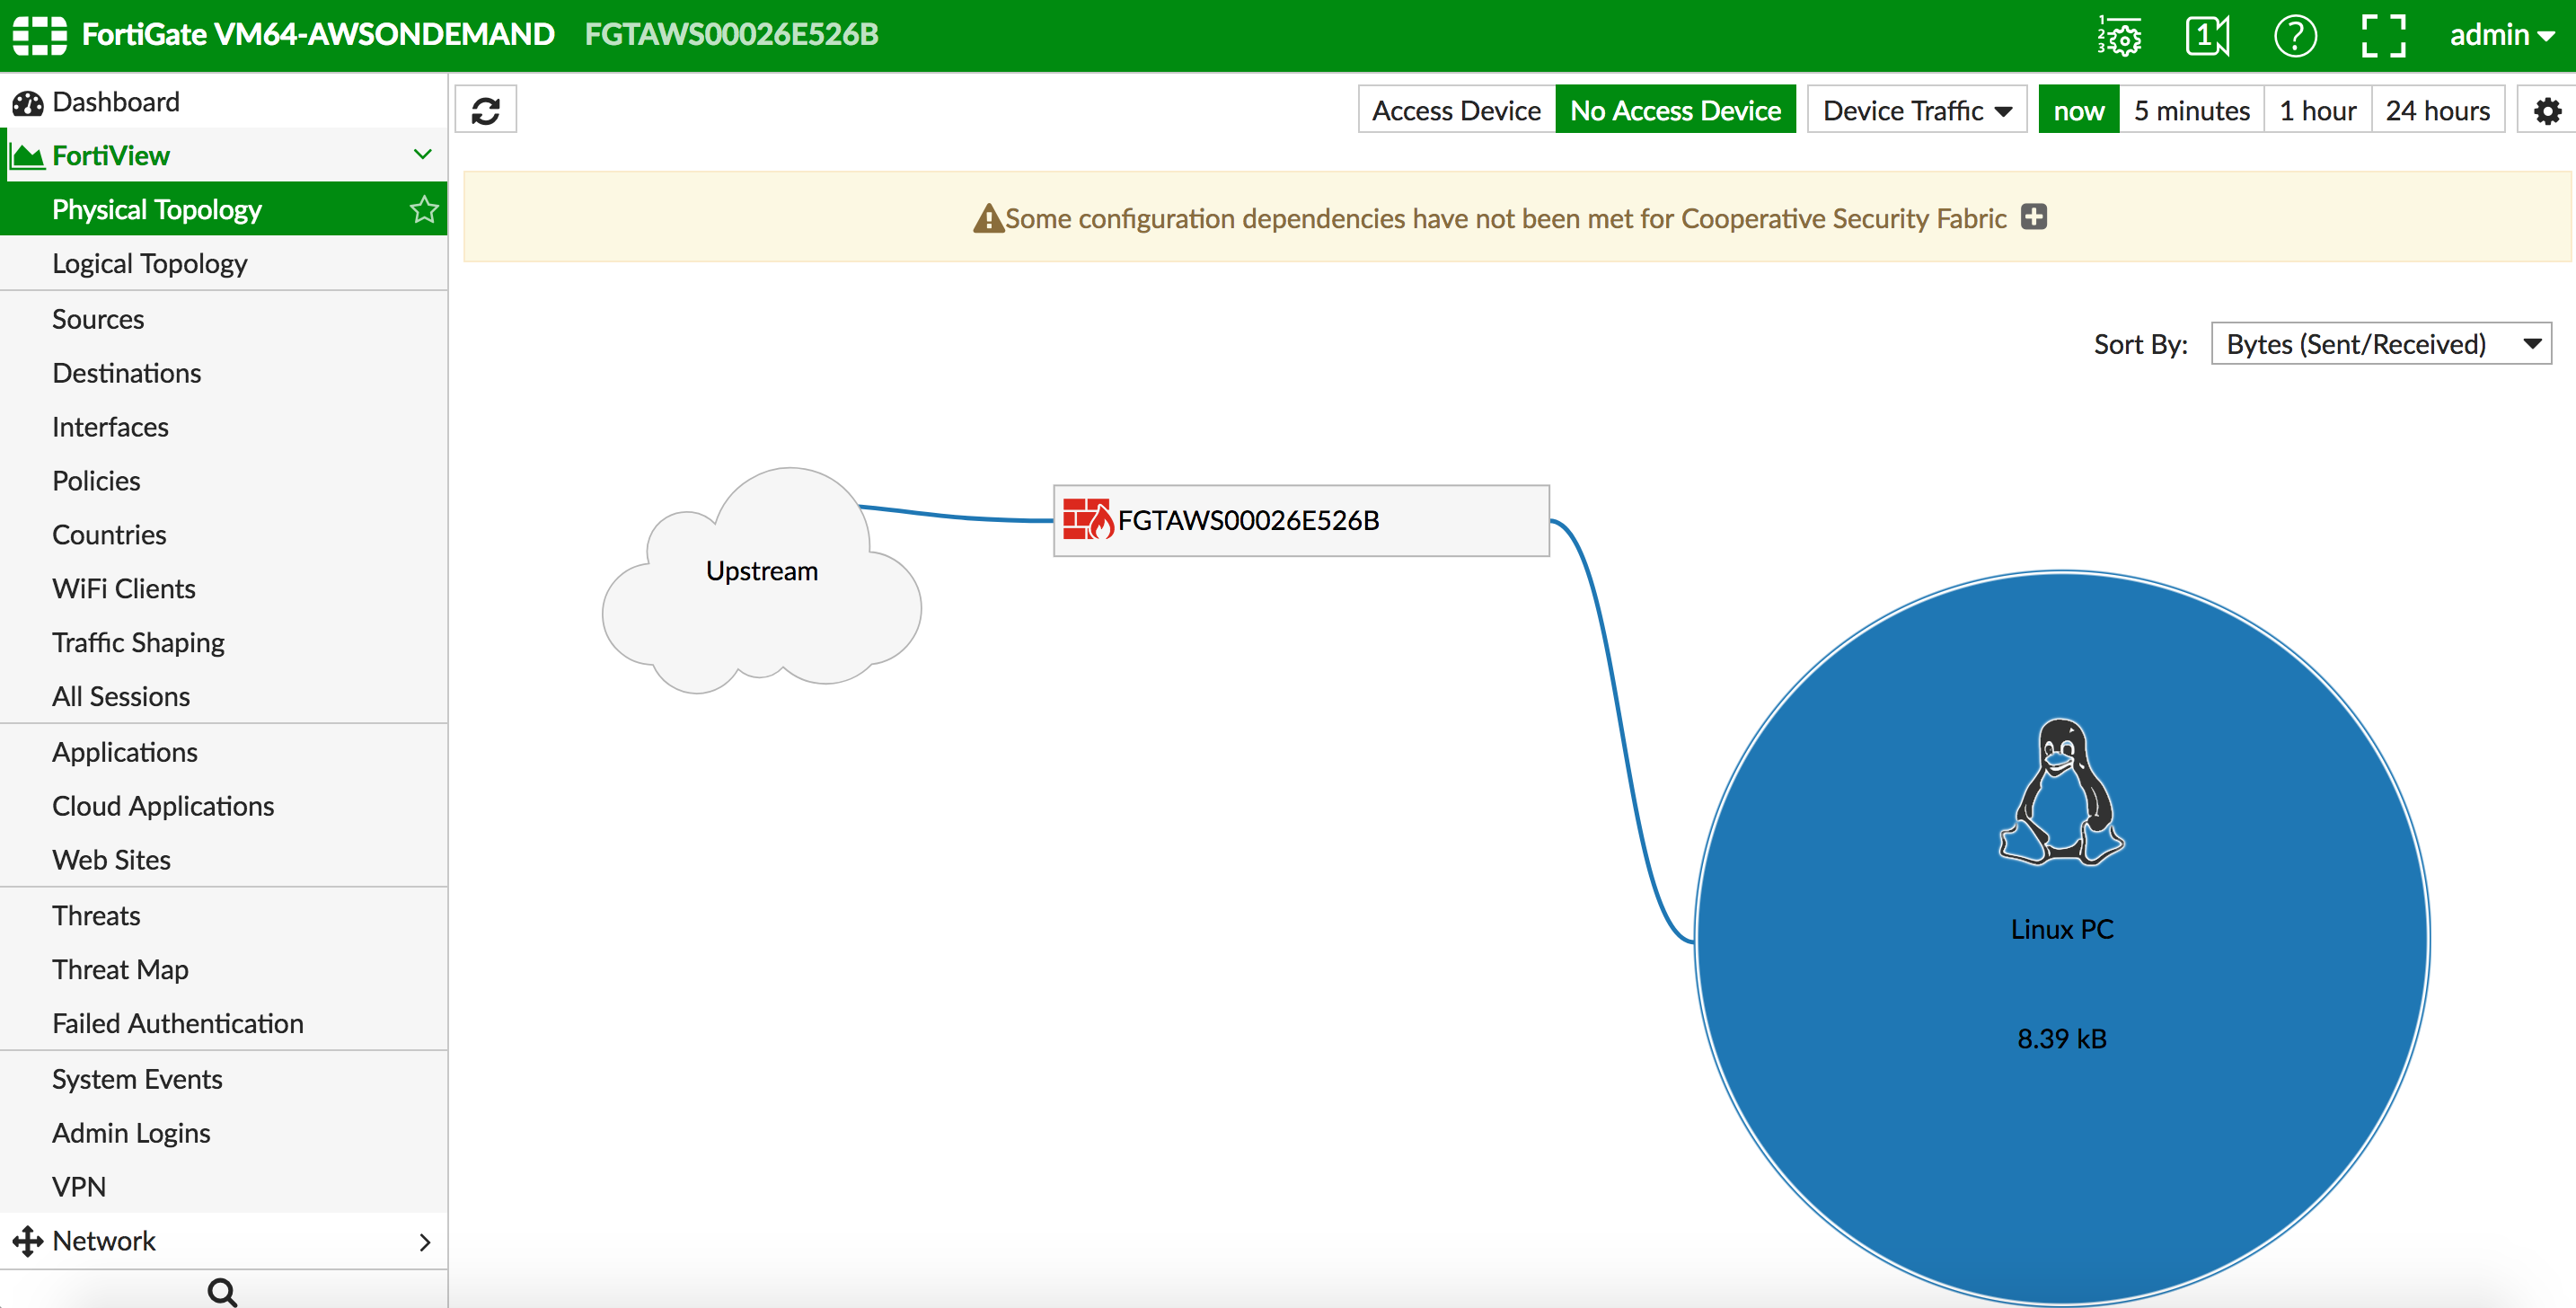 FortiGate VM64-AWSONDEMAND FGTAWS00026E526B
1
admin
Dashboard
FortiView
Physical Topology
Logical Topology
Sources
Destinations
Interfaces
Policies
Countries
WiFi Clients
Traffic Shaping
All Sessions
Applications
Cloud Applications
Web Sites
Threats
Threat Map
Failed Authentication
System Events
Admin Logins
VPN
Network
Access Device No Access Device Device Traffic now 5 minutes 1 hour 24 hours
Some configuration dependencies have not been met for Cooperative Security Fabric
Sort By: Bytes (Sent/Received)
Upstream
FGTAWS00026E526B
Linux PC
8.39 kB